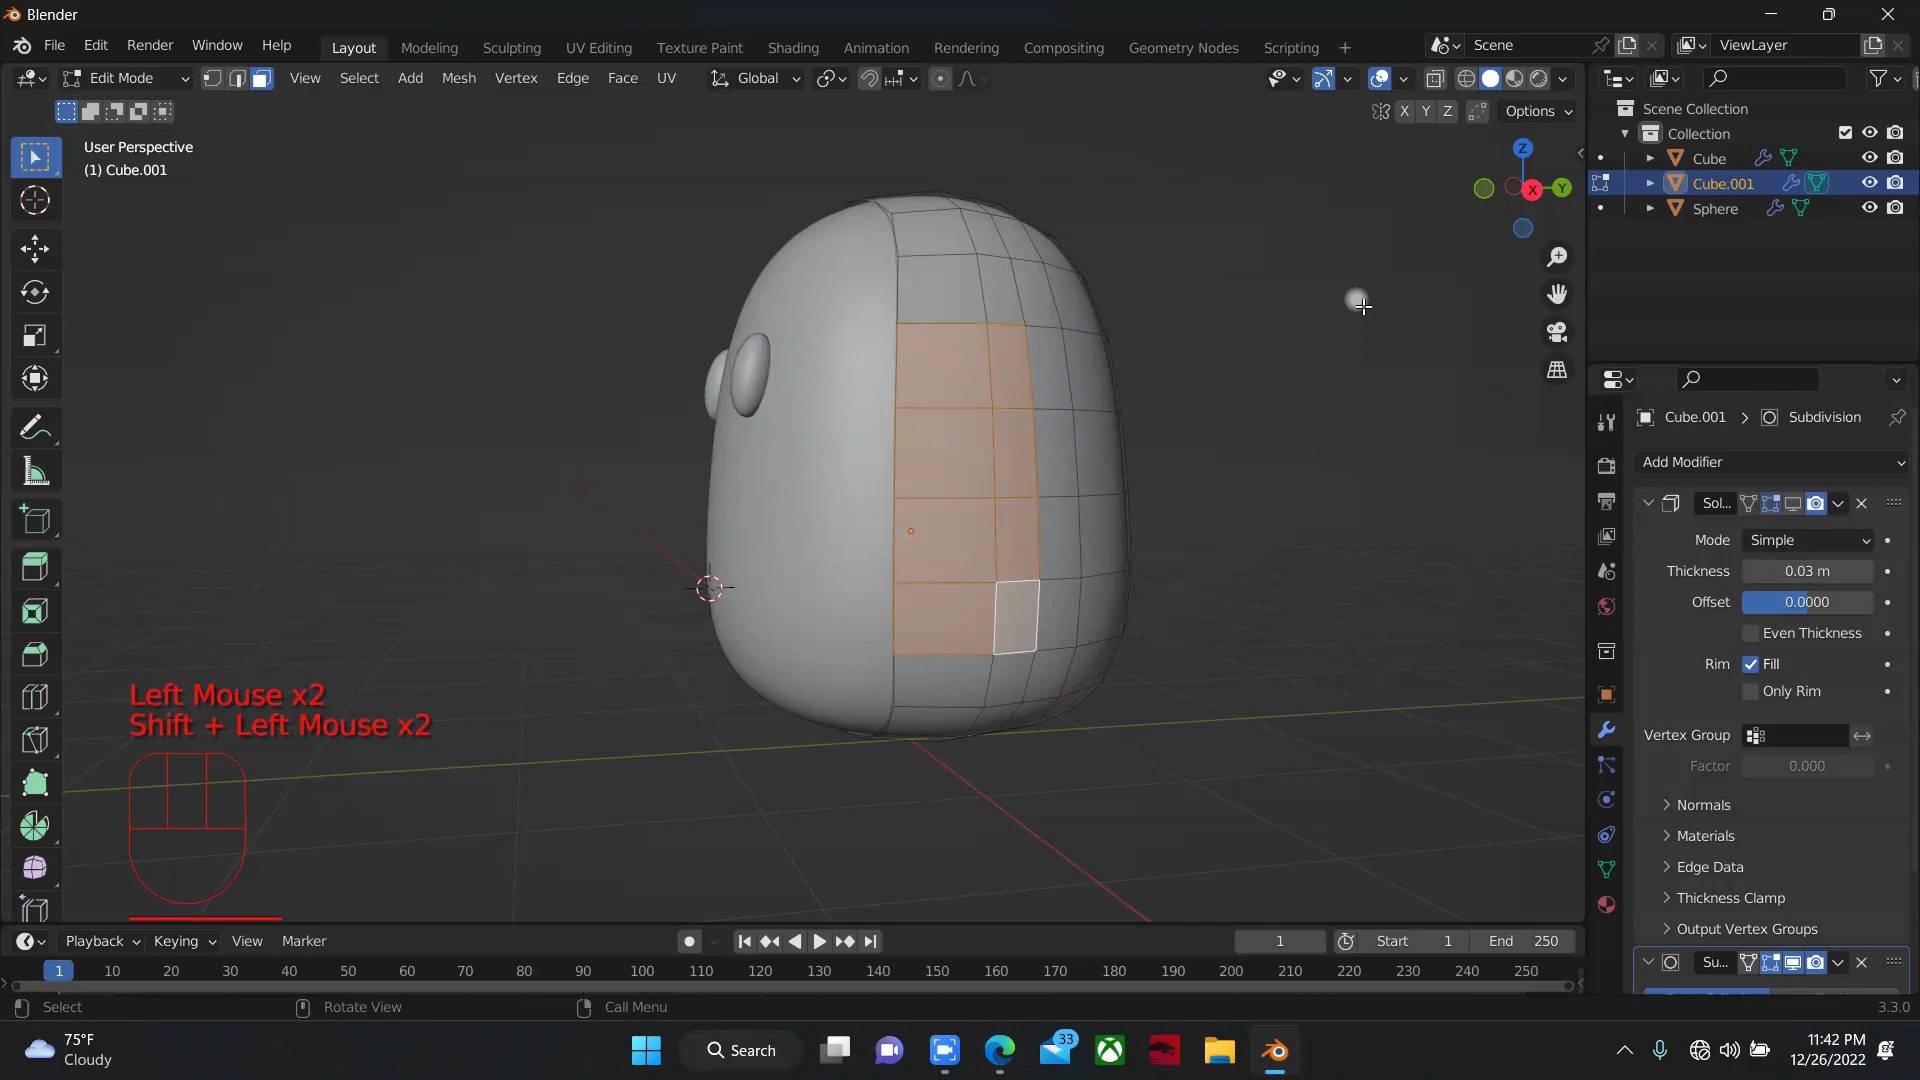 Blender
File Edit Render Window Help
Layout Modeling Sculpting UV Editing Texture Paint Shading Animation Rendering Compositing Geometry Nodes Scripting +
Scene
ViewLayer
Edit Mode
View Select Add Mesh Vertex Edge Face UV
Global
X Y Z
Options
User Perspective
(1) Cube.001
Z
X
Y
Scene Collection
Collection
Cube
Cube.001
Sphere
Cube.001 > Subdivision
Add Modifier
Sol...
Mode Simple
Thickness 0.03 m
Offset 0.0000
Even Thickness
Rim Fill
Only Rim
Vertex Group
Factor 0.000
Normals
Materials
Edge Data
Thickness Clamp
Output Vertex Groups
Su...
Left Mouse x2
Shift + Left Mouse x2
Playback Keying View Marker
1
Start 1
End 250
1 10 20 30 40 50 60 70 80 90 100 110 120 130 140 150 160 170 180 190 200 210 220 230 240 250
Select
Rotate View
Call Menu
3.3.0
75°F
Cloudy
Search
33
11:42 PM
12/26/2022